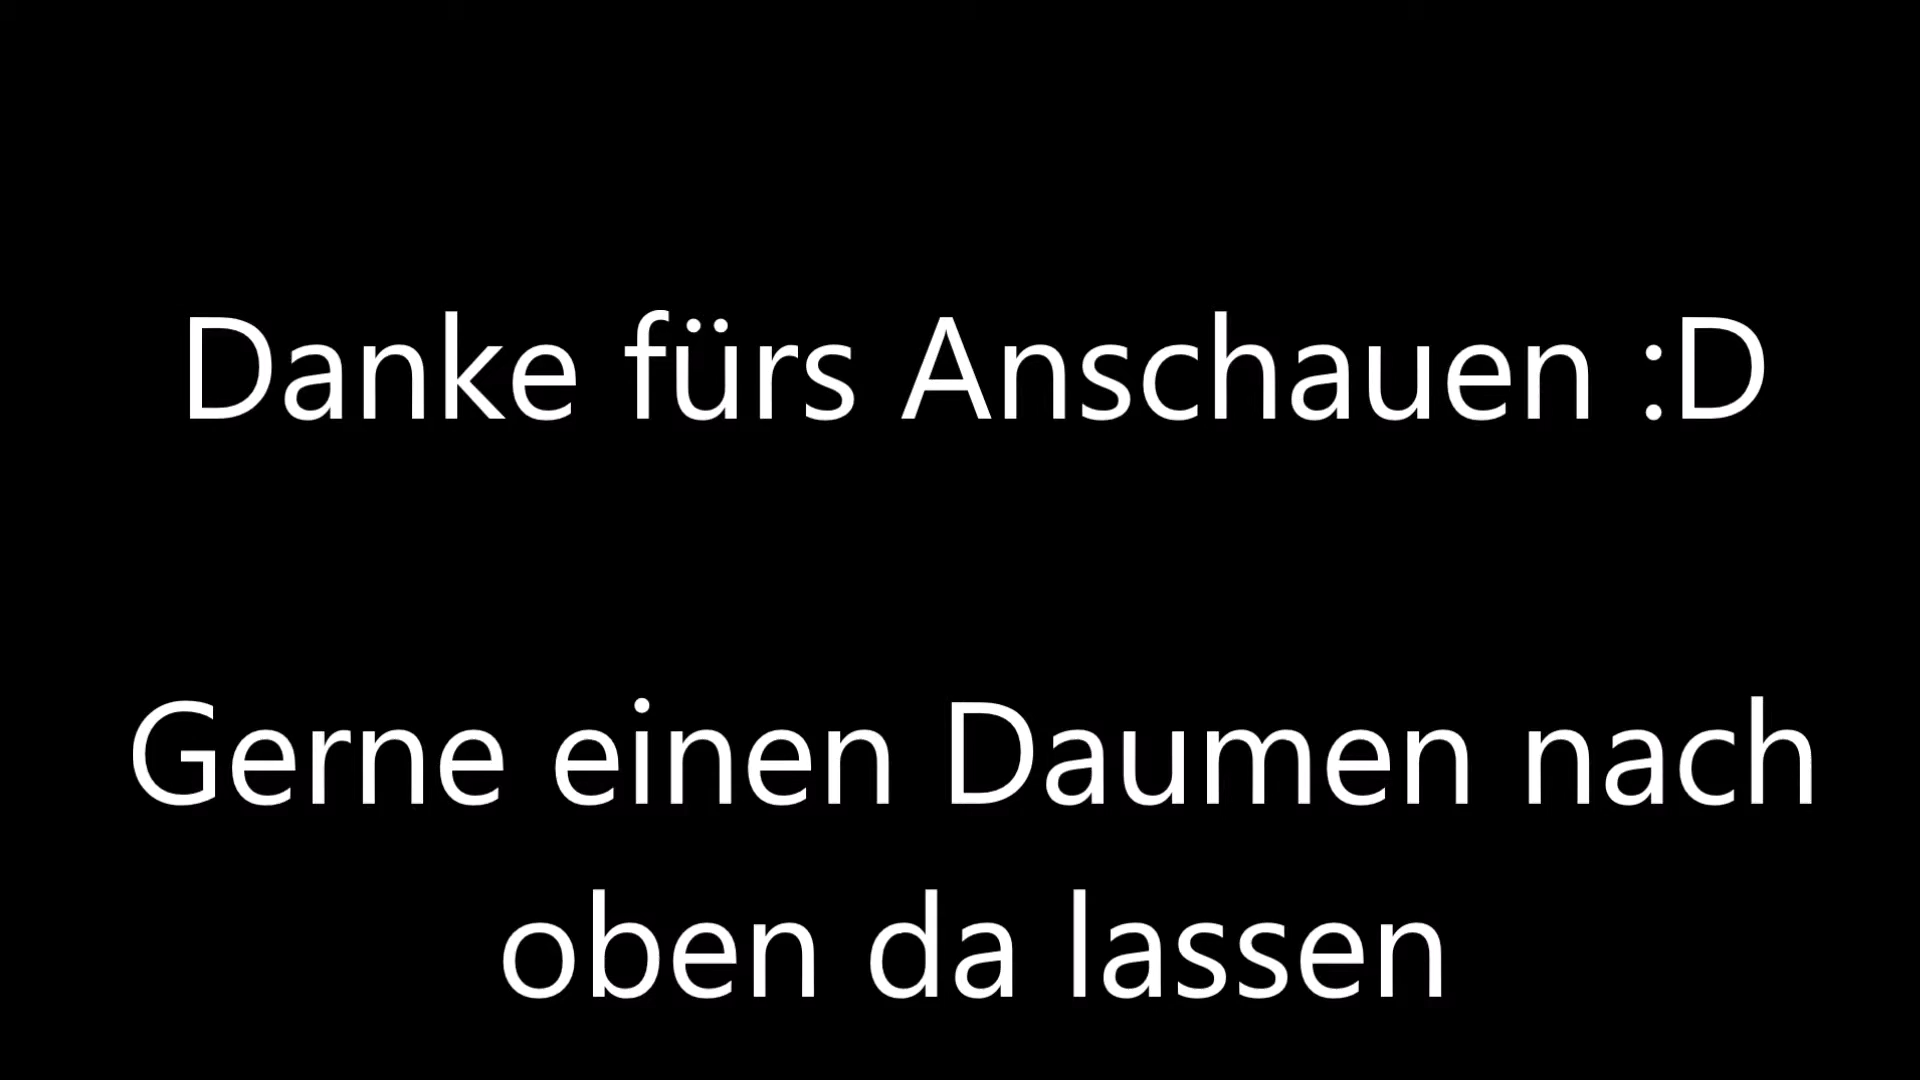 Danke fürs Anschauen :D
Gerne einen Daumen nach
oben da lassen